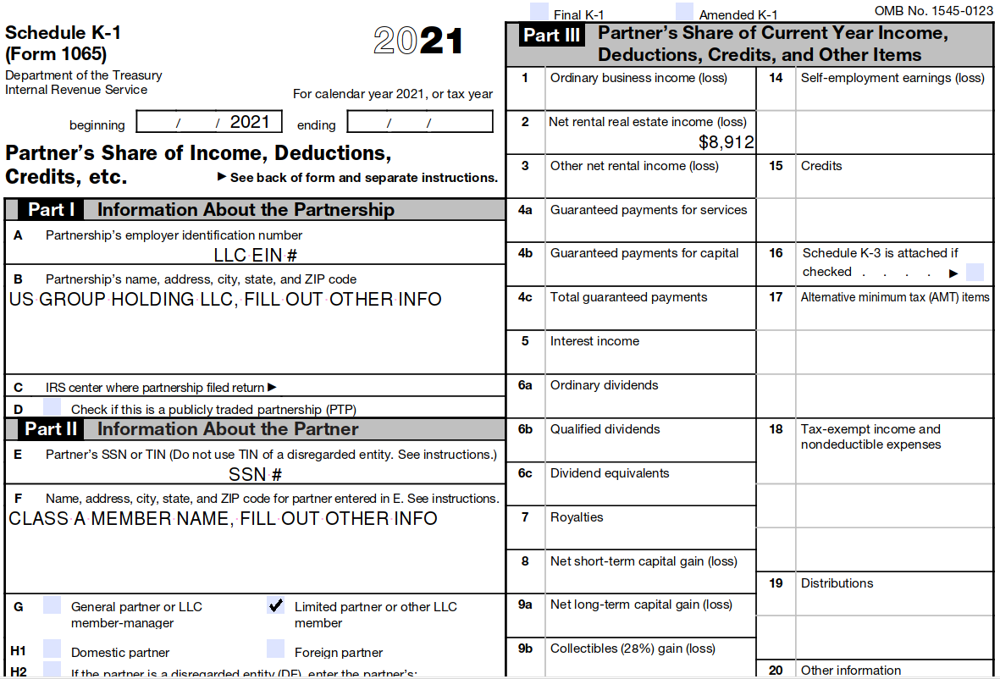 Schedule K-1
(Form 1065)
Department of the Treasury
Internal Revenue Service
2021
For calendar year 2021, or tax year
beginning / / 2021 ending / /
Partner's Share of Income, Deductions,
Credits, etc. ▶ See back of form and separate instructions.
Part I Information About the Partnership
A Partnership's employer identification number
LLC EIN #
B Partnership's name, address, city, state, and ZIP code
US GROUP HOLDING LLC, FILL OUT OTHER INFO
C IRS center where partnership filed return ▶
D Check if this is a publicly traded partnership (PTP)
Part II Information About the Partner
E Partner's SSN or TIN (Do not use TIN of a disregarded entity. See instructions.)
SSN #
F Name, address, city, state, and ZIP code for partner entered in E. See instructions.
CLASS A MEMBER NAME, FILL OUT OTHER INFO
G General partner or LLC
member-manager
✔ Limited partner or other LLC
member
H1 Domestic partner Foreign partner
H2 If the partner is a disregarded entity (DE), enter the partner's:
Final K-1 Amended K-1 OMB No. 1545-0123
Part III Partner's Share of Current Year Income,
Deductions, Credits, and Other Items
1 Ordinary business income (loss)
2 Net rental real estate income (loss)
$8,912
3 Other net rental income (loss)
4a Guaranteed payments for services
4b Guaranteed payments for capital
4c Total guaranteed payments
5 Interest income
6a Ordinary dividends
6b Qualified dividends
6c Dividend equivalents
7 Royalties
8 Net short-term capital gain (loss)
9a Net long-term capital gain (loss)
9b Collectibles (28%) gain (loss)
14 Self-employment earnings (loss)
15 Credits
16 Schedule K-3 is attached if
checked . . . . ▶
17 Alternative minimum tax (AMT) items
18 Tax-exempt income and
nondeductible expenses
19 Distributions
20 Other information